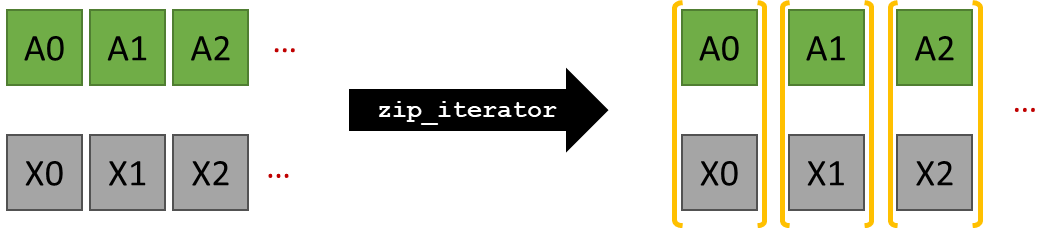 A0 A1 A2 ... A0 A1 A2
zip_iterator ...
X0 X1 X2 ... X0 X1 X2